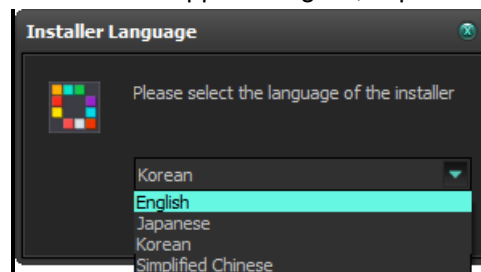 Installer Language
Please select the language of the installer
Korean
English
Japanese
Korean
Simplified Chinese